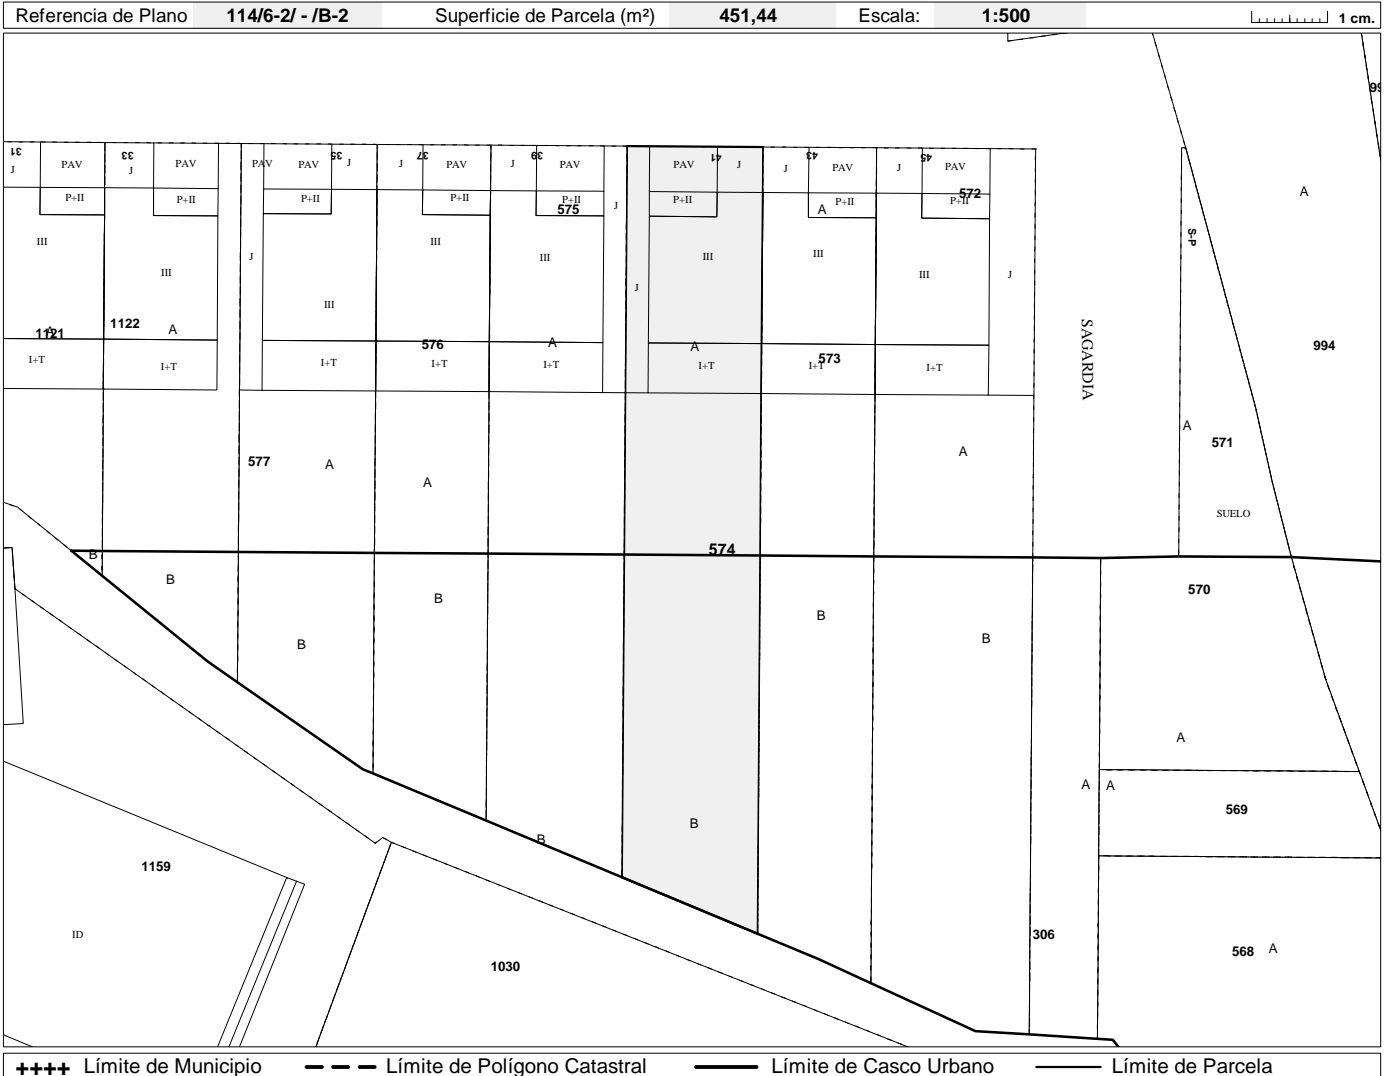 Referencia de Plano 114/6-2/ - /B-2 Superficie de Parcela (m²) 451,44 Escala: 1:500 1 cm.
99
31 33 35 37 39 41 43 45
J PAV J PAV PAV PAV J J PAV J PAV PAV J J PAV J PAV
572
A
P+II P+II P+II P+II P+II P+II P+II P+II
575 A
J
S-P
III III III III III III III III
J J J
1121 A 1122 A
576 A A 573
SAGARDIA
994
I+T I+T I+T I+T I+T I+T I+T I+T
A 571
577 A A A
SUELO
574
B B B B B B
570
A
A A
569
B B
1159
ID
1030
306
568 A
++++ Límite de Municipio Límite de Polígono Catastral Límite de Casco Urbano Límite de Parcela